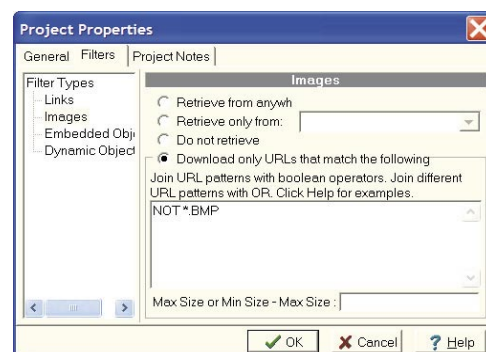 Project Properties
General Filters Project Notes
Filter Types
Links
Images
Embedded Obj
Dynamic Object
Images
Retrieve from anywh
Retrieve only from:
Do not retrieve
Download only URLs that match the following
Join URL patterns with boolean operators. Join different
URL patterns with OR. Click Help for examples.
NOT *.BMP
Max Size or Min Size - Max Size :
OK Cancel ? Help